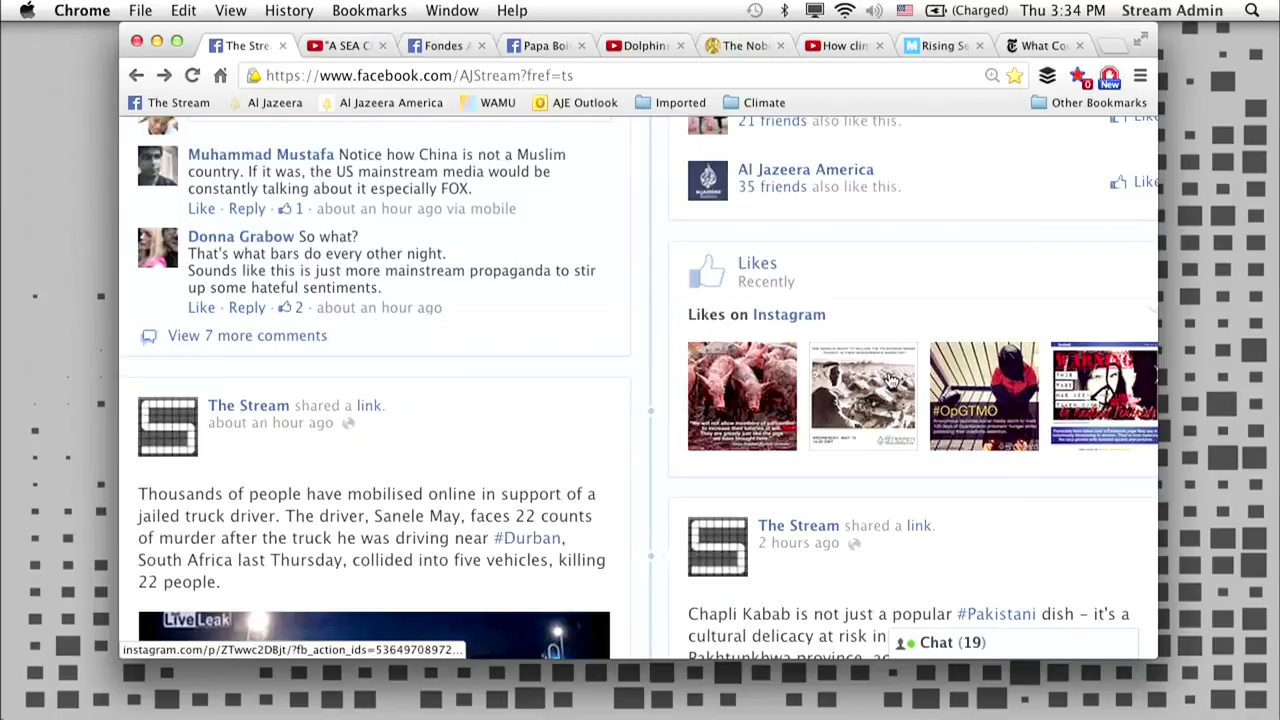 Chrome File Edit View History Bookmarks Window Help (Charged) Thu 3:34 PM Stream Admin
The Stre "A SEA C Fordes A Papa Boi Dolphin The Nob How clin Rising Se What Co
https://www.facebook.com/AJStream?fref=ts 0 New
The Stream Al Jazeera Al Jazeera America WAMU AJE Outlook Imported Climate Other Bookmarks
Muhammad Mustafa Notice how China is not a Muslim
country. If it was, the US mainstream media would be
constantly talking about it especially FOX.
Like · Reply · 1 · about an hour ago via mobile
Donna Grabow So what?
That's what bars do every other night.
Sounds like this is just more mainstream propaganda to stir
up some hateful sentiments.
Like · Reply · 2 · about an hour ago
View 7 more comments
The Stream shared a link.
about an hour ago
Thousands of people have mobilised online in support of a
jailed truck driver. The driver, Sanele May, faces 22 counts
of murder after the truck he was driving near #Durban,
South Africa last Thursday, collided into five vehicles, killing
22 people.
LiveLeak
instagram.com/p/ZTwwc2DBjt/?fb_action_ids=53649708972...
21 friends also like this.
Like
Al Jazeera America
35 friends also like this.
Like
Likes
Recently
Likes on Instagram
#OpGTMO
WARNING
The Stream shared a link.
2 hours ago
Chapli Kabab is not just a popular #Pakistani dish - it's a
cultural delicacy at risk in
Pakhtunkhwa province,
Chat (19)